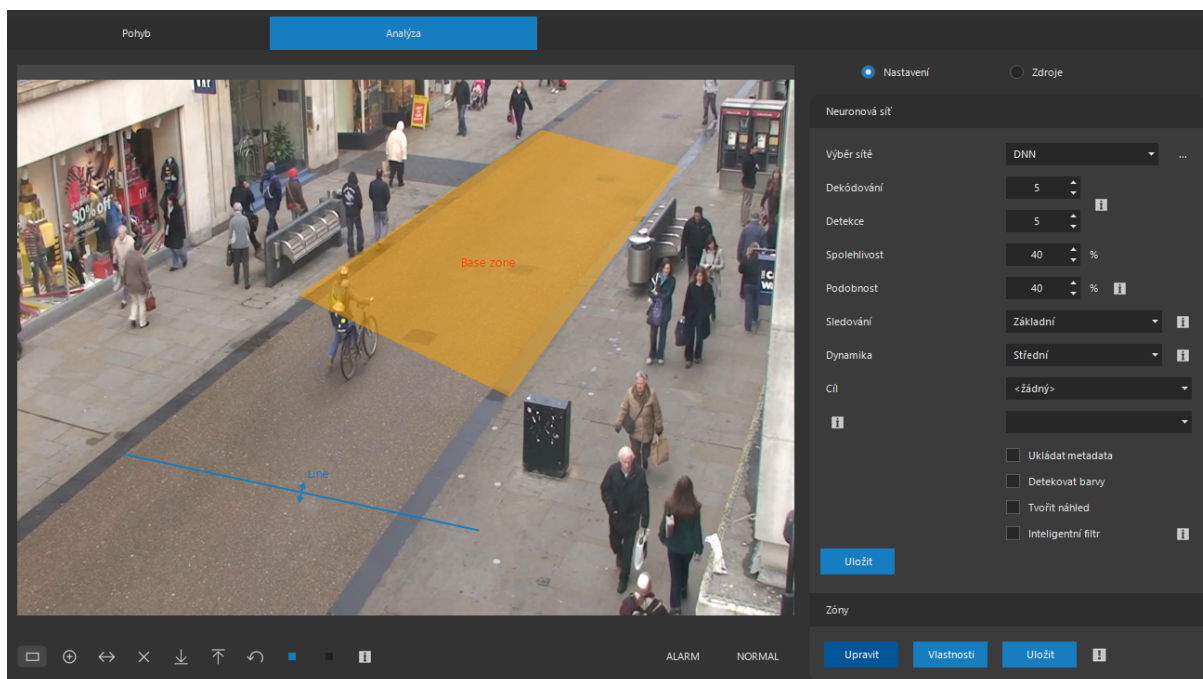 Pohyb
Analýza
Nastavení
Zdroje
Neuronová síť
Výběr sítě
DNN
...
Dekódování
5
Detekce
5
Spolehlivost
40
%
Podobnost
40
%
Sledování
Základní
Dynamika
Střední
Cíl
<žádný>
Ukládat metadata
Detekovat barvy
Tvořit náhled
Inteligentní filtr
Uložit
Zóny
Upravit
Vlastnosti
Uložit
30% off
Base zone
Line
ALARM
NORMAL